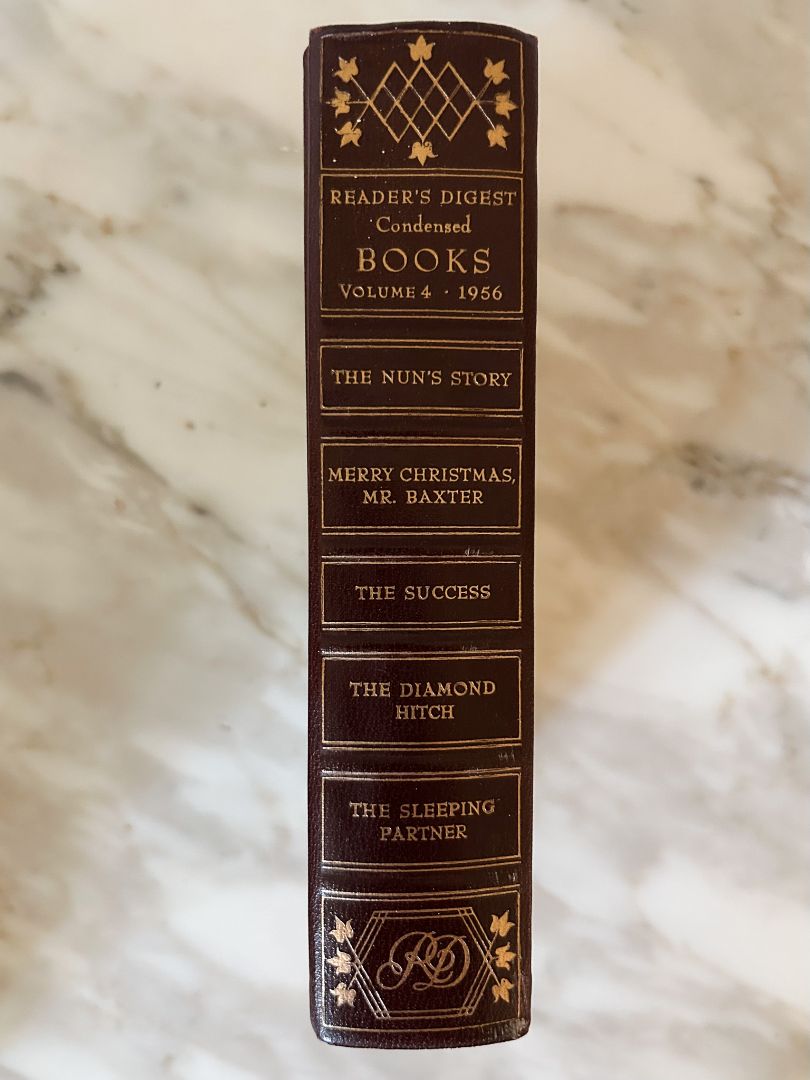 READER'S DIGEST
Condensed
BOOKS
VOLUME 4 · 1956
THE NUN'S STORY
MERRY CHRISTMAS,
MR. BAXTER
THE SUCCESS
THE DIAMOND
HITCH
THE SLEEPING
PARTNER
RD